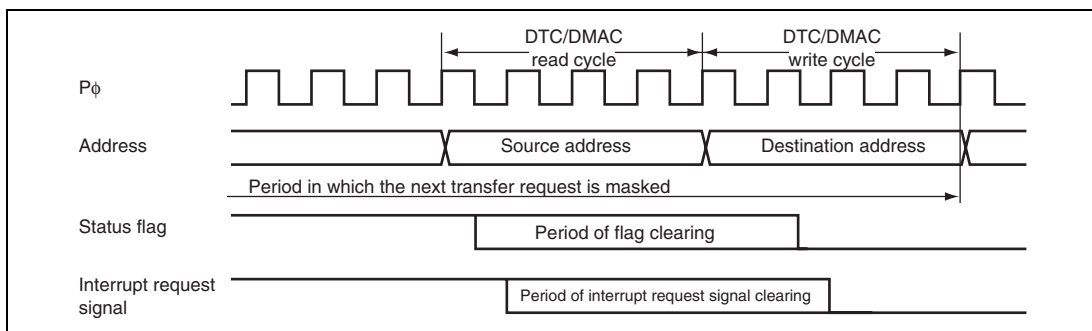 DTC/DMAC
read cycle
DTC/DMAC
write cycle
Pϕ
Address
Source address
Destination address
Period in which the next transfer request is masked
Status flag
Period of flag clearing
Interrupt request
signal
Period of interrupt request signal clearing